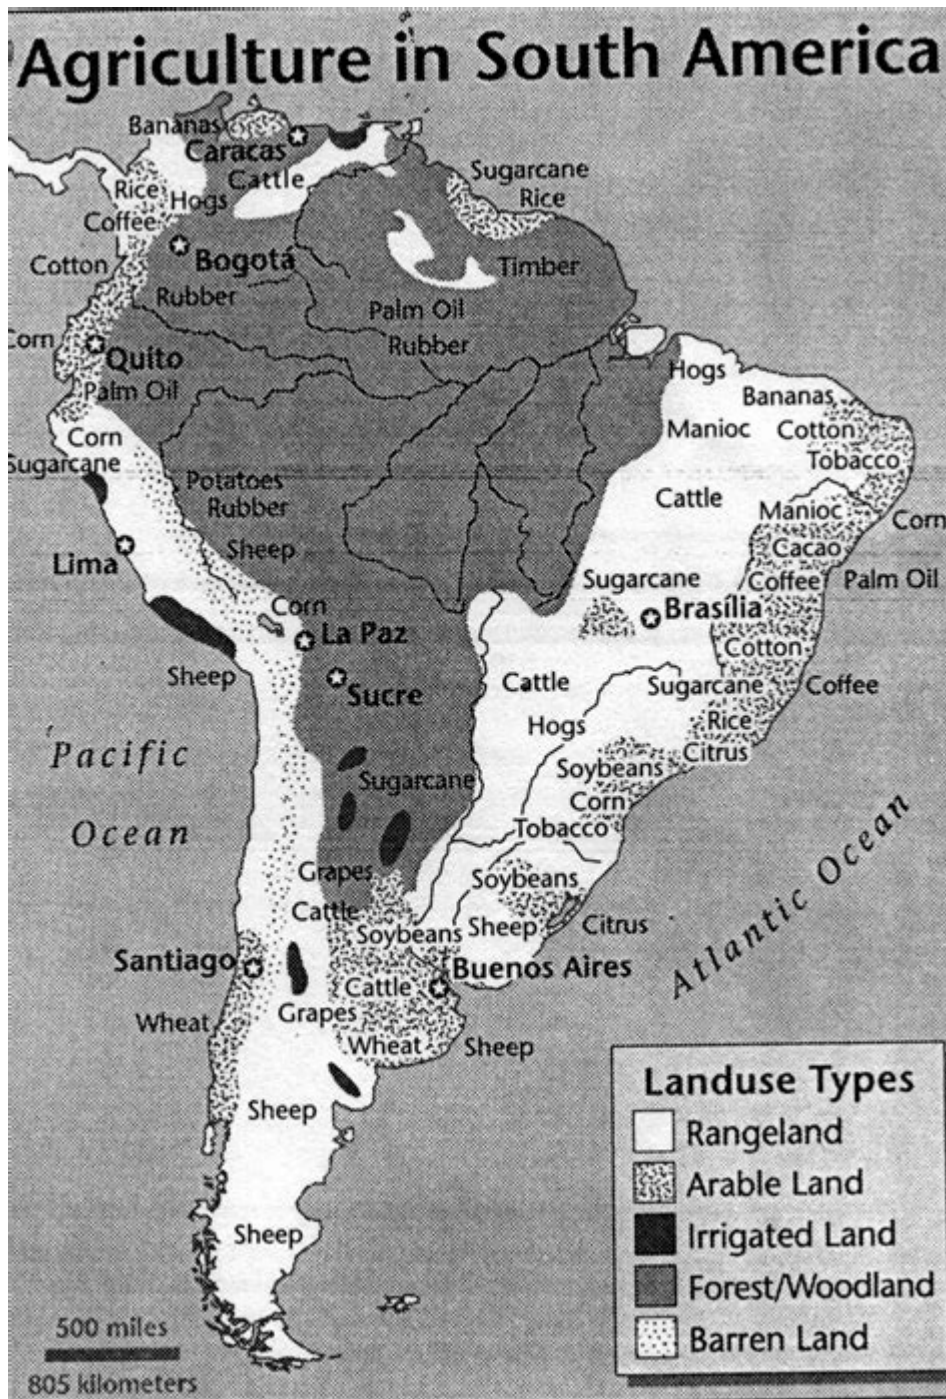 Agriculture in South America
Bananas
Caracas
Cattle
Sugarcane
Rice
Rice
Hogs
Coffee
Bogotá
Timber
Cotton
Rubber
Palm Oil
Corn
Rubber
Quito
Palm Oil
Hogs
Bananas
Corn
Manioc
Cotton
Sugarcane
Tobacco
Potatoes
Cattle
Rubber
Manioc
Corn
Sheep
Cacao
Lima
Sugarcane
Coffee
Palm Oil
Corn
Brasília
La Paz
Cotton
Sheep
Sucre
Cattle
Sugarcane
Coffee
Hogs
Rice
Pacific
Ocean
Citrus
Sugarcane
Soybeans
Corn
Tobacco
Grapes
Soybeans
Cattle
Soybeans
Sheep
Citrus
Atlantic Ocean
Santiago
Buenos Aires
Cattle
Wheat
Grapes
Wheat
Sheep
Sheep
Sheep
Landuse Types
Rangeland
Arable Land
Irrigated Land
Forest/Woodland
Barren Land
500 miles
805 kilometers